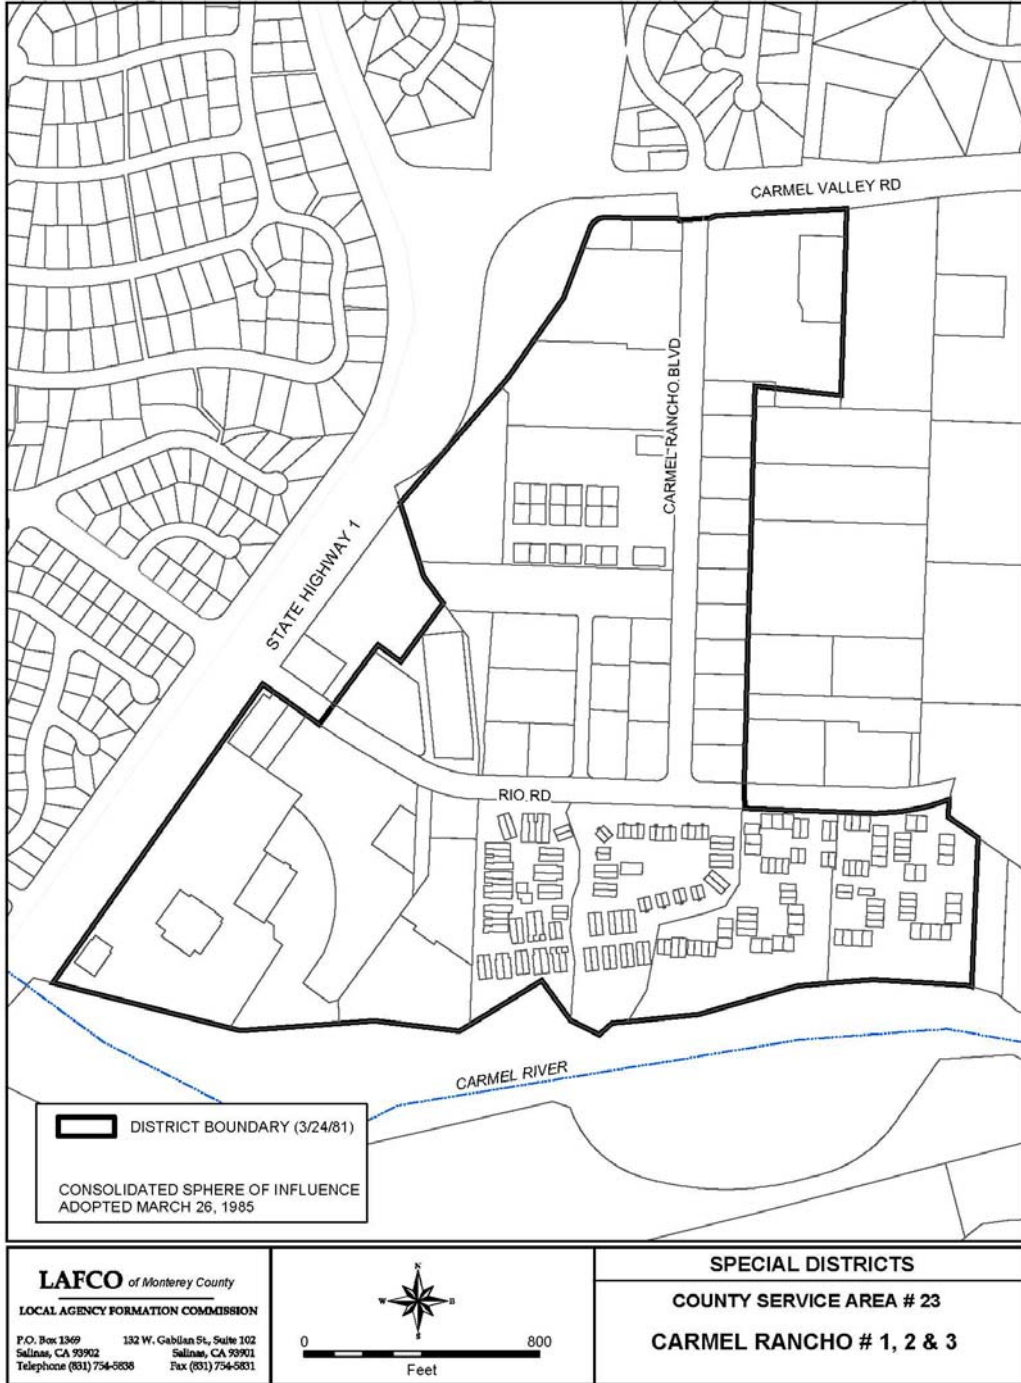 CARMEL VALLEY RD
CARMEL RANCHO BLVD
STATE HIGHWAY 1
RIO RD
CARMEL RIVER
DISTRICT BOUNDARY (3/24/81)
CONSOLIDATED SPHERE OF INFLUENCE
ADOPTED MARCH 26, 1985
LAFCO of Monterey County
LOCAL AGENCY FORMATION COMMISSION
P.O. Box 1369 132 W. Gabilan St., Suite 102
Salinas, CA 93902 Salinas, CA 93901
Telephone (831) 754-5838 Fax (831) 754-5831
N
W E
S
0 800
Feet
SPECIAL DISTRICTS
COUNTY SERVICE AREA # 23
CARMEL RANCHO # 1, 2 & 3